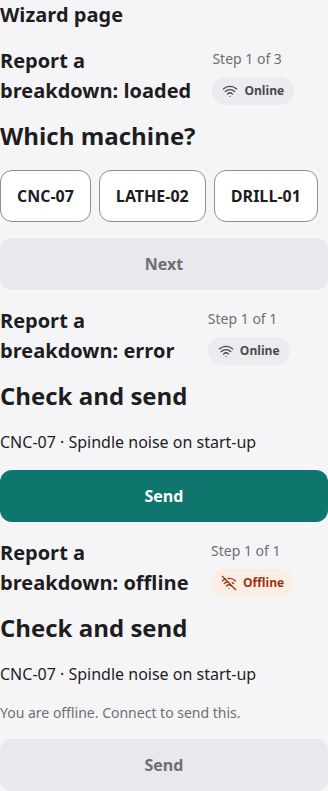 Wizard page
Report a
breakdown: loaded
Step 1 of 3
Online
Which machine?
CNC-07 LATHE-02 DRILL-01
Next
Report a
breakdown: error
Step 1 of 1
Online
Check and send
CNC-07 · Spindle noise on start-up
Send
Report a
breakdown: offline
Step 1 of 1
Offline
Check and send
CNC-07 · Spindle noise on start-up
You are offline. Connect to send this.
Send